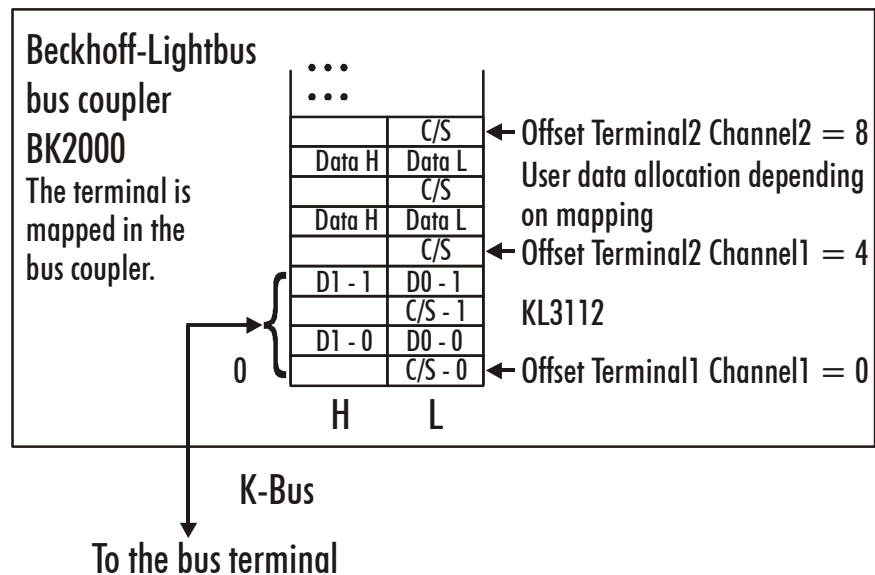 Beckhoff-Lightbus
bus coupler
BK2000
The terminal is
mapped in the
bus coupler.
• • •
• • •
C/S
Offset Terminal2 Channel2 = 8
Data H Data L
User data allocation depending
C/S
Data H Data L
on mapping
C/S
Offset Terminal2 Channel1 = 4
D1 - 1 D0 - 1
C/S - 1
KL3112
D1 - 0 D0 - 0
0
C/S - 0
Offset Terminal1 Channel1 = 0
H L
K-Bus
To the bus terminal